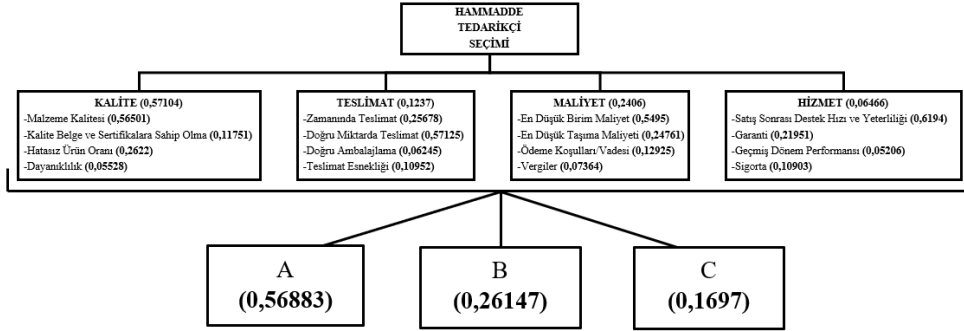 HAMMADDE
TEDARİKÇİ
SEÇİMİ
KALİTE (0,57104)
-Malzeme Kalitesi (0,56501)
-Kalite Belge ve Sertifikalara Sahip Olma (0,11751)
-Hatasız Ürün Oranı (0,2622)
-Dayanıklılık (0,05528)
TESLİMAT (0,1237)
-Zamanında Teslimat (0,25678)
-Doğru Miktarda Teslimat (0,57125)
-Doğru Ambalajlama (0,06245)
-Teslimat Esnekliği (0,10952)
MALİYET (0,2406)
-En Düşük Birim Maliyet (0,5495)
-En Düşük Taşıma Maliyeti (0,24761)
-Ödeme Koşulları/Vadesi (0,12925)
-Vergiler (0,07364)
HİZMET (0,06466)
-Satış Sonrası Destek Hızı ve Yeterliliği (0,6194)
-Garanti (0,21951)
-Geçmiş Dönem Performansı (0,05206)
-Sigorta (0,10903)
A
(0,56883)
B
(0,26147)
C
(0,1697)